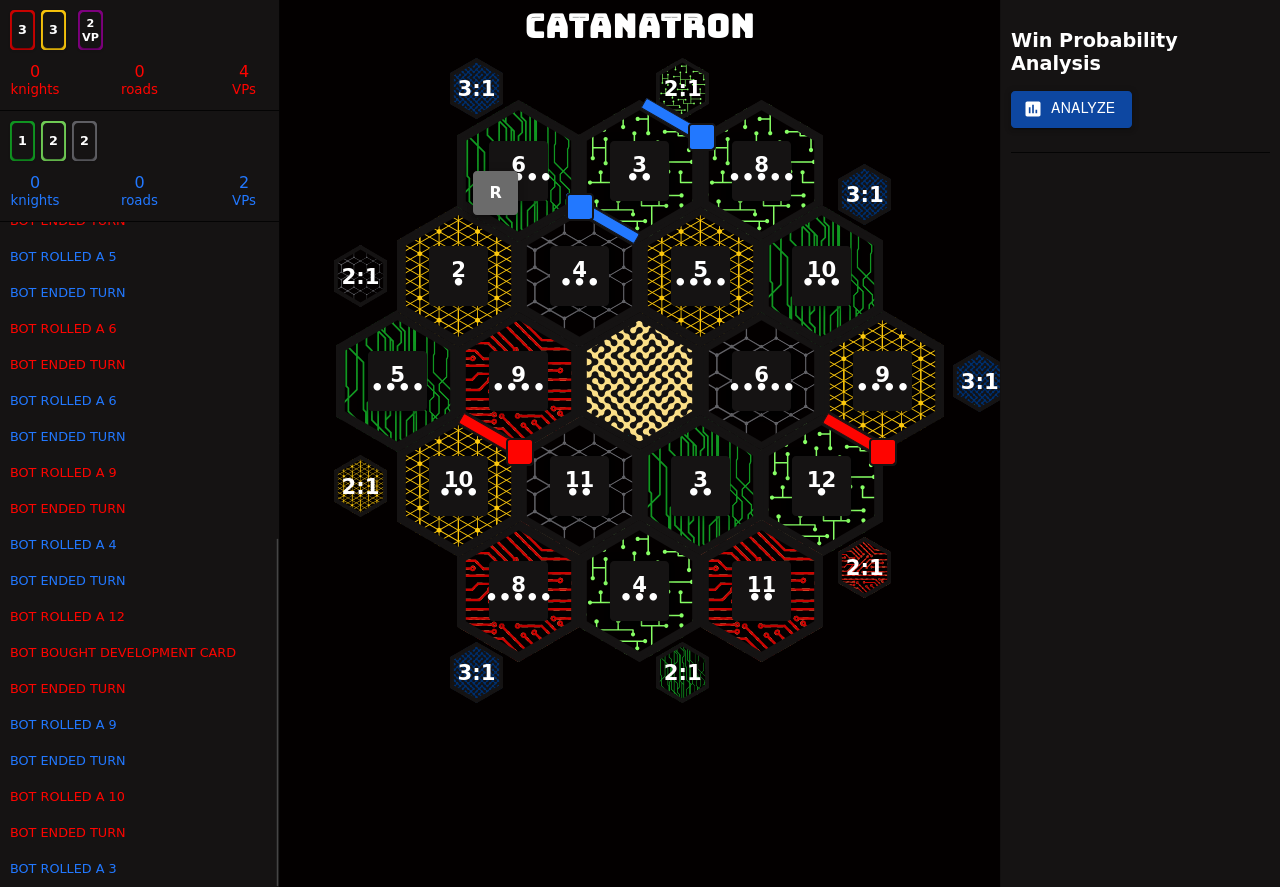 3 3 2 VP
0 0 4
knights roads VPs
1 2 2
0 0 2
knights roads VPs
BOT ENDED TURN
BOT ROLLED A 5
BOT ENDED TURN
BOT ROLLED A 6
BOT ENDED TURN
BOT ROLLED A 6
BOT ENDED TURN
BOT ROLLED A 9
BOT ENDED TURN
BOT ROLLED A 4
BOT ENDED TURN
BOT ROLLED A 12
BOT BOUGHT DEVELOPMENT CARD
BOT ENDED TURN
BOT ROLLED A 9
BOT ENDED TURN
BOT ROLLED A 10
BOT ENDED TURN
BOT ROLLED A 3
CATANATRON
3:1 2:1
6 3 8
R 3:1
2:1 2 4 5 10
5 9 6 9 3:1
2:1 10 11 3 12
8 4 11 2:1
3:1 2:1
Win Probability
Analysis
ANALYZE